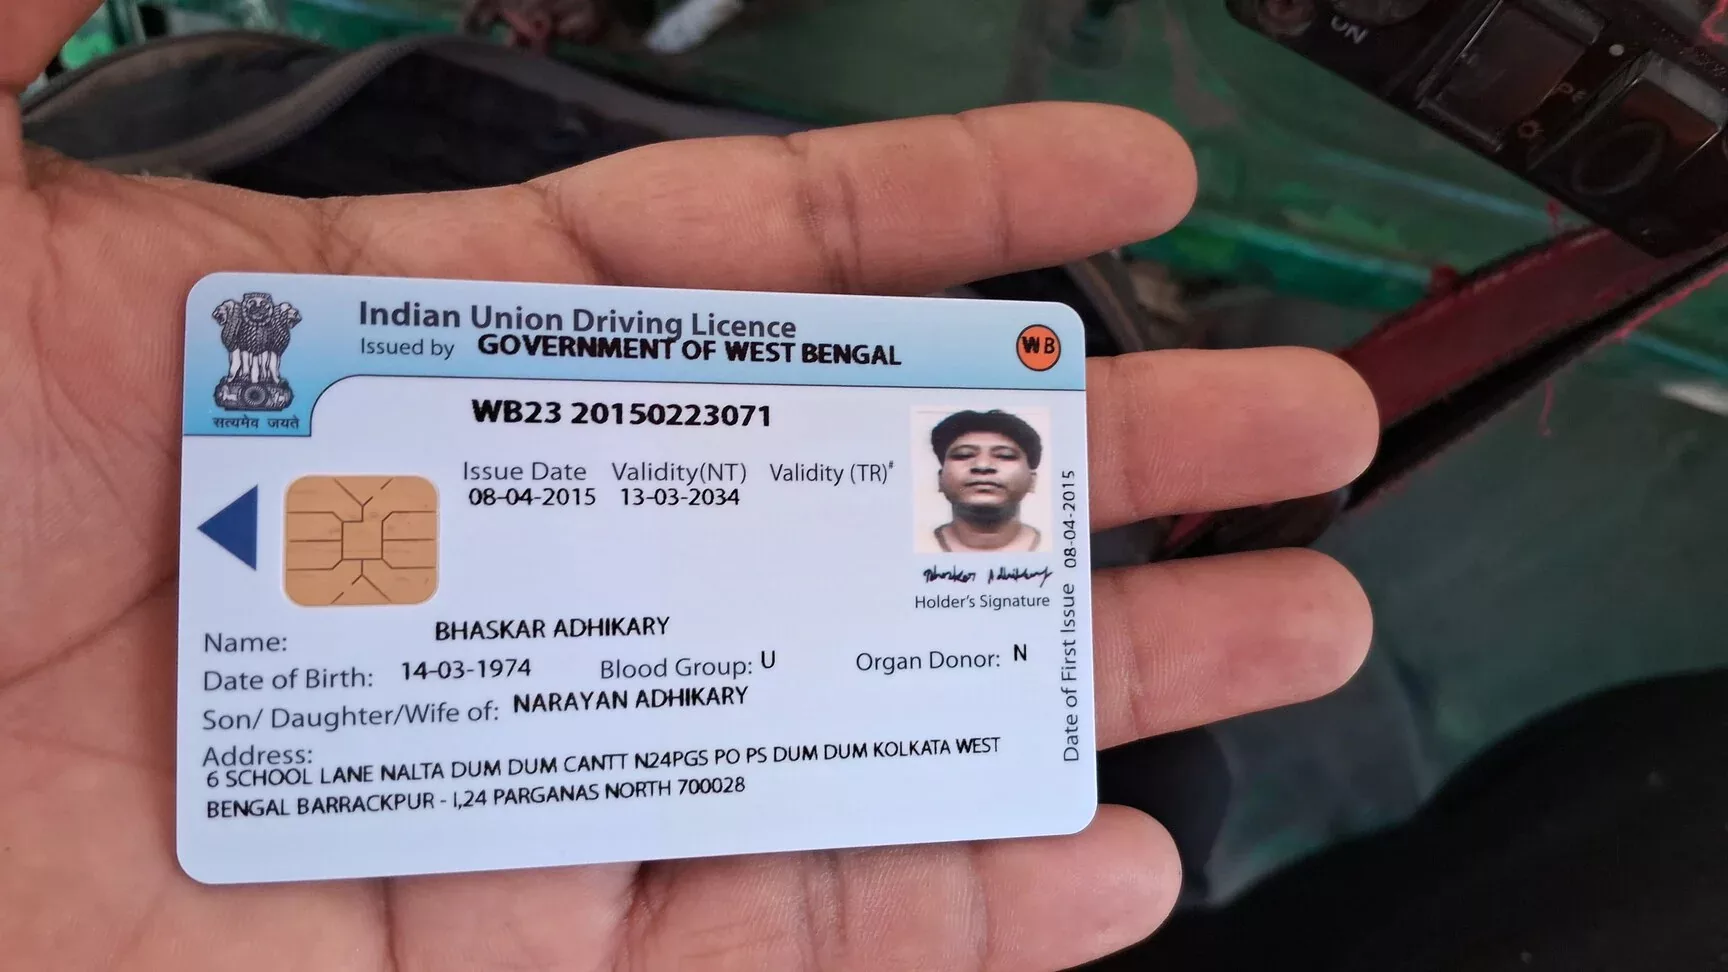 Indian Union Driving Licence
Issued by GOVERNMENT OF WEST BENGAL
WB
सत्यमेव जयते
WB23 20150223071
Issue Date Validity(NT) Validity (TR)#
08-04-2015 13-03-2034
Holder's Signature
Date of First Issue 08-04-2015
Name: BHASKAR ADHIKARY
Date of Birth: 14-03-1974 Blood Group: U Organ Donor: N
Son/ Daughter/Wife of: NARAYAN ADHIKARY
Address:
6 SCHOOL LANE NALTA DUM DUM CANTT N24PGS PO PS DUM DUM KOLKATA WEST
BENGAL BARRACKPUR - I,24 PARGANAS NORTH 700028
ON